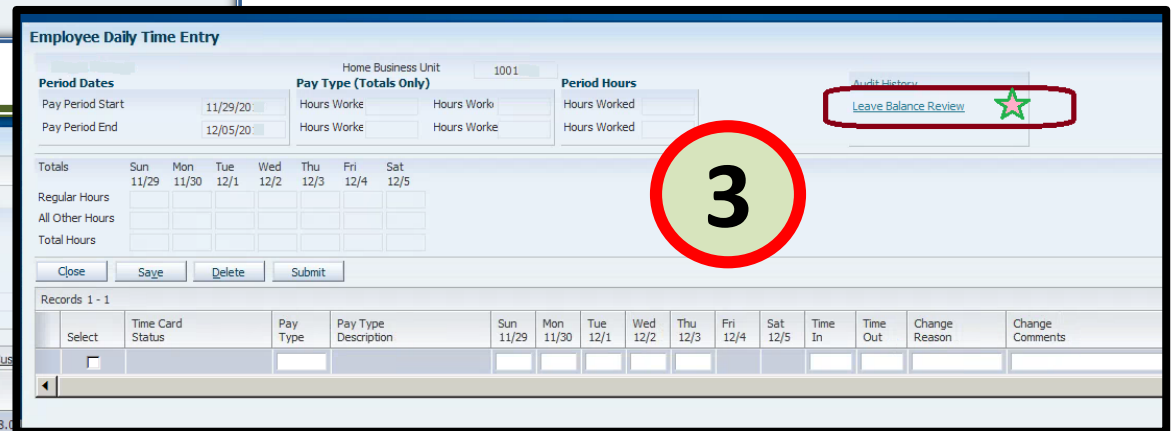 Employee Daily Time Entry
Home Business Unit 1001
Period Dates Pay Type (Totals Only) Period Hours Audit History
Pay Period Start 11/29/20 Hours Worke Hours Work Hours Worked Leave Balance Review
Pay Period End 12/05/20 Hours Worke Hours Worke Hours Worked
3
Totals Sun Mon Tue Wed Thu Fri Sat
11/29 11/30 12/1 12/2 12/3 12/4 12/5
Regular Hours
All Other Hours
Total Hours
Close Save Delete Submit
Records 1 - 1
Select Time Card Status Pay Type Pay Type Description Sun 11/29 Mon 11/30 Tue 12/1 Wed 12/2 Thu 12/3 Fri 12/4 Sat 12/5 Time In Time Out Change Reason Change Comments